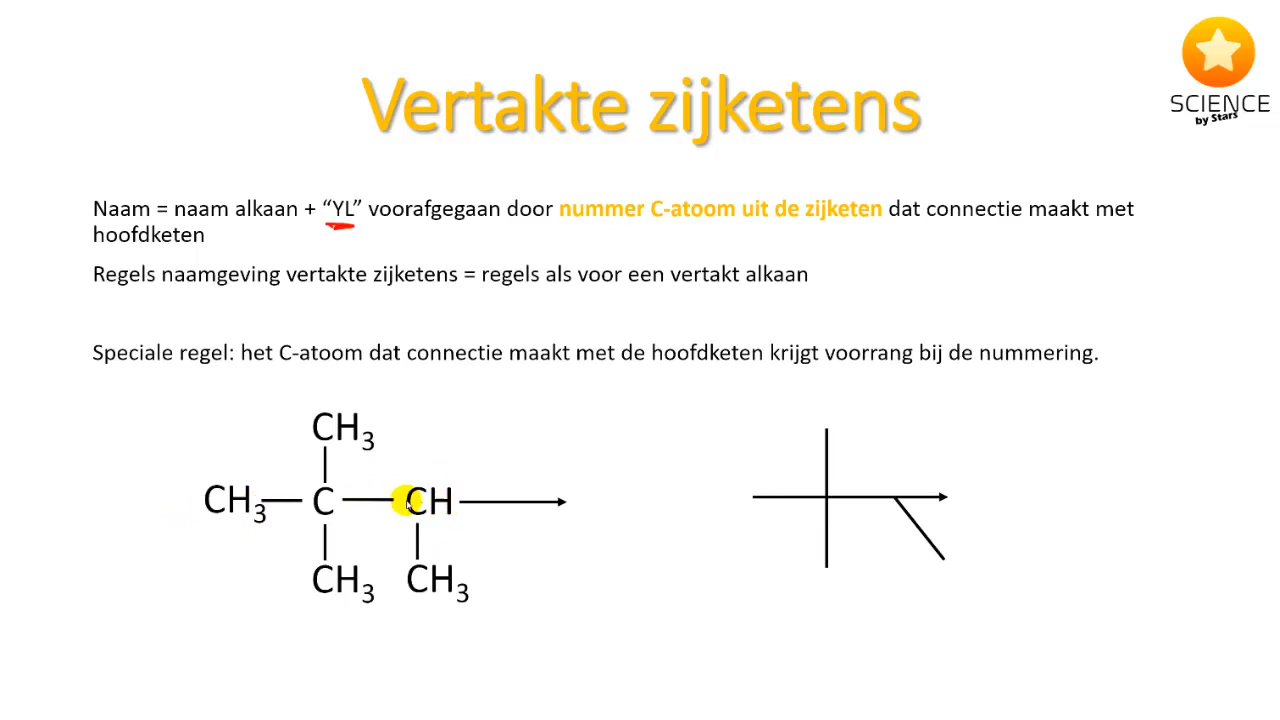 SCIENCE
by Stars
Vertakte zijketens
Naam = naam alkaan + “YL” voorafgegaan door nummer C-atoom uit de zijketen dat connectie maakt met
hoofdketen
Regels naamgeving vertakte zijketens = regels als voor een vertakt alkaan
Speciale regel: het C-atoom dat connectie maakt met de hoofdketen krijgt voorrang bij de nummering.
CH₃
CH₃ C CH
CH₃ CH₃